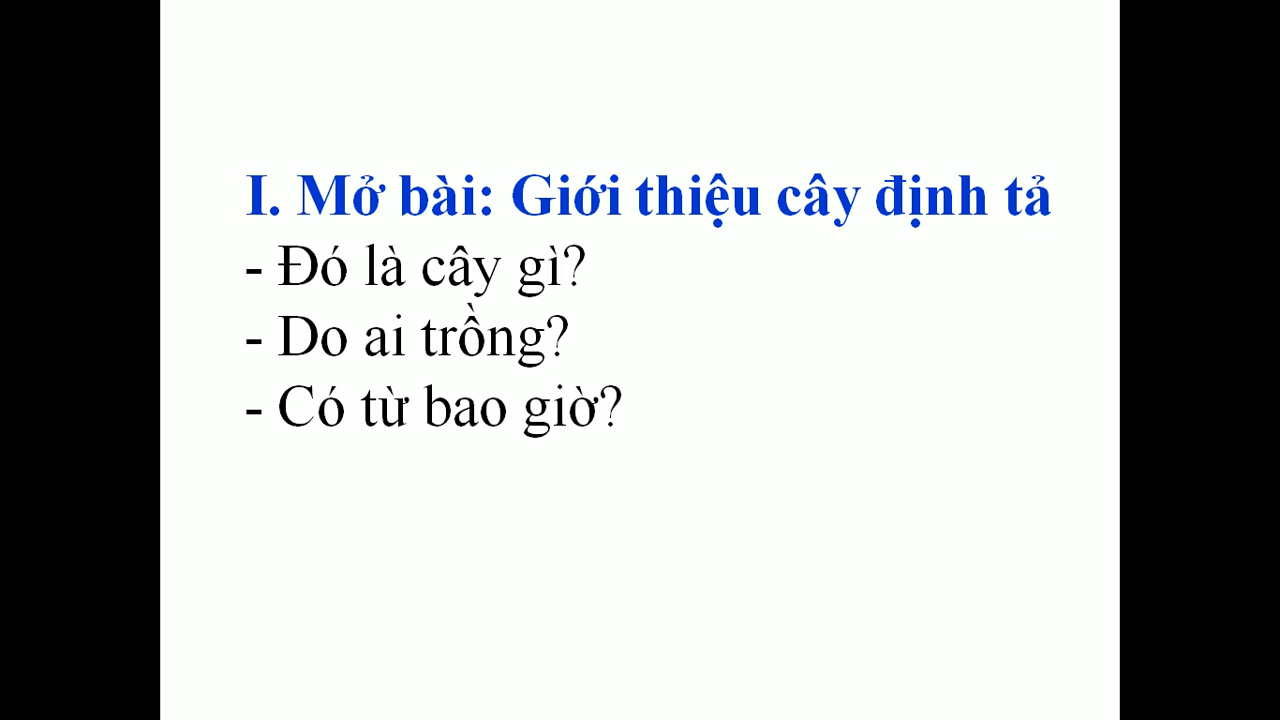 I. Mở bài: Giới thiệu cây định tả
- Đó là cây gì?
- Do ai trồng?
- Có từ bao giờ?